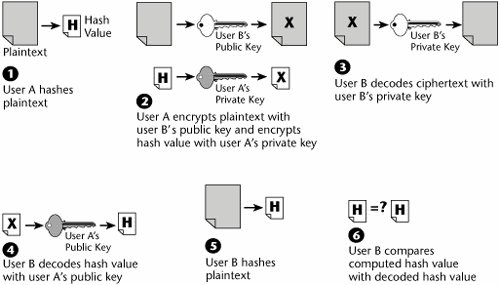 Plaintext
H
Hash
Value
1
User A hashes
plaintext
User B's
Public Key
X
H
User A's
Private Key
X
2
User A encrypts plaintext with
user B's public key and encrypts
hash value with user A's private key
X
User B's
Private Key
3
User B decodes ciphertext with
user B's private key
X
User A's
Public Key
H
4
User B decodes hash value
with user A's public key
H
5
User B hashes
plaintext
H =? H
6
User B compares
computed hash value
with decoded hash value